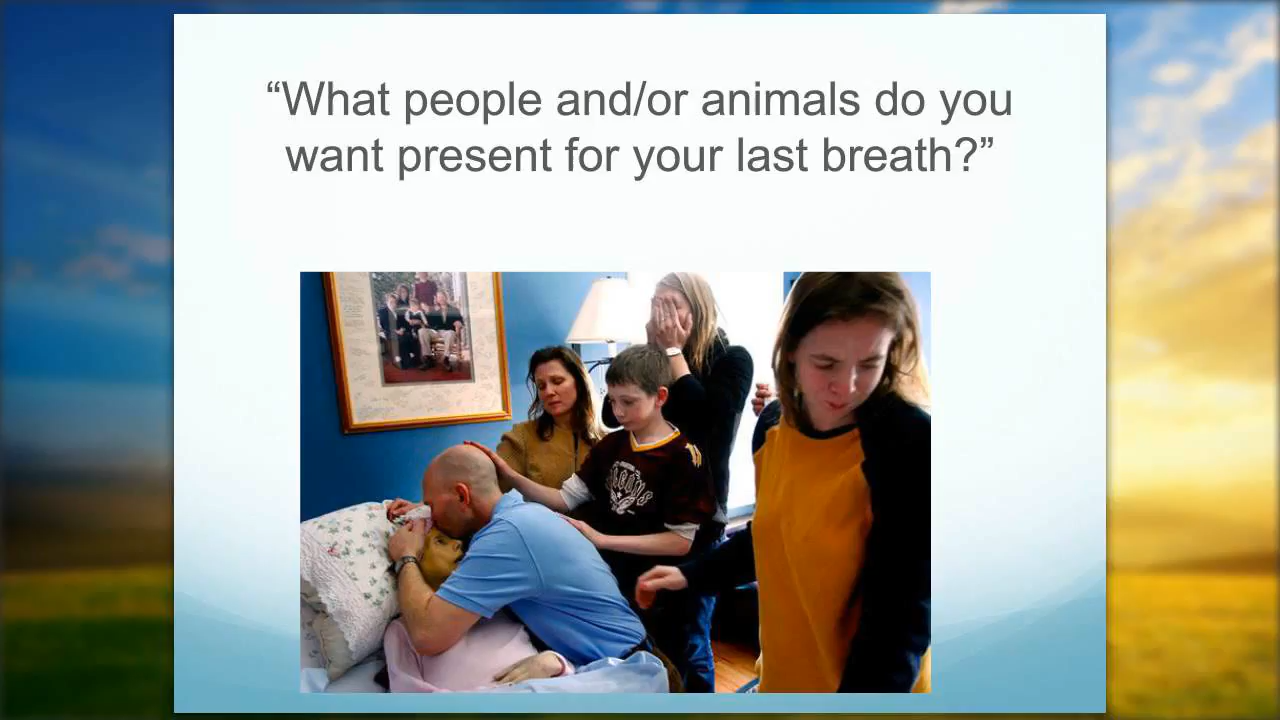 “What people and/or animals do you
want present for your last breath?”